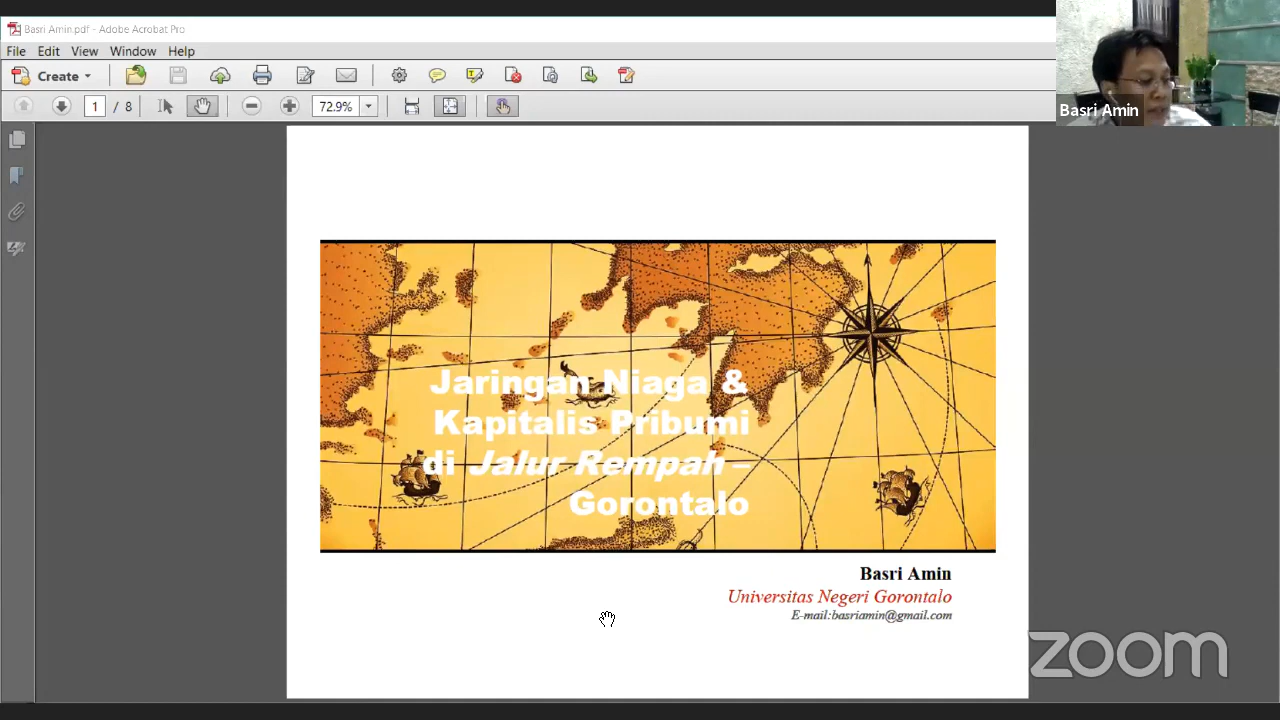 Basri Amin.pdf - Adobe Acrobat Pro
File Edit View Window Help
Create
1 / 8 72.9%
Basri Amin
Jaringan Niaga &
Kapitalis Pribumi
di Jalur Rempah –
Gorontalo
Basri Amin
Universitas Negeri Gorontalo
E-mail:basriamin@gmail.com
zoom